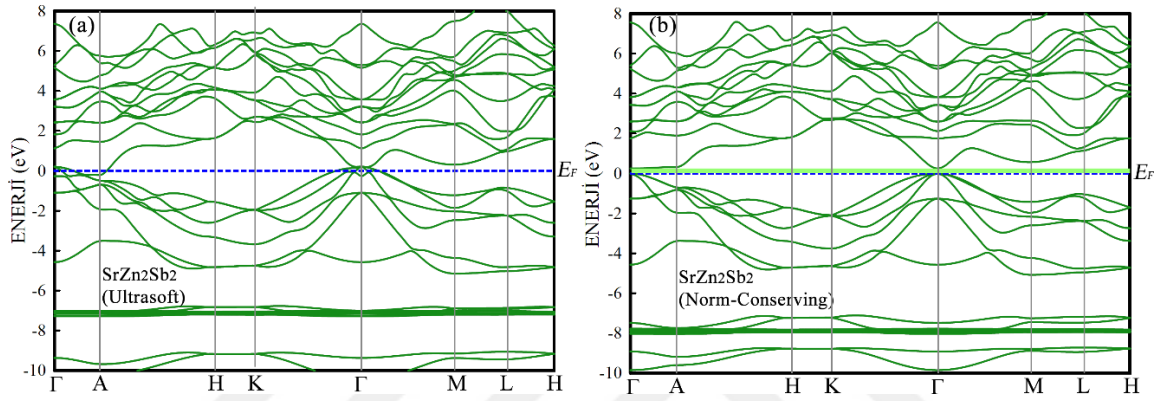 (a)
8
6
4
2
0
-2
-4
-6
-8
-10
ENERJİ (eV)
E_F
SrZn2Sb2
(Ultrasoft)
Γ A H K Γ M L H
(b)
8
6
4
2
0
-2
-4
-6
-8
-10
ENERJİ (eV)
E_F
SrZn2Sb2
(Norm-Conserving)
Γ A H K Γ M L H